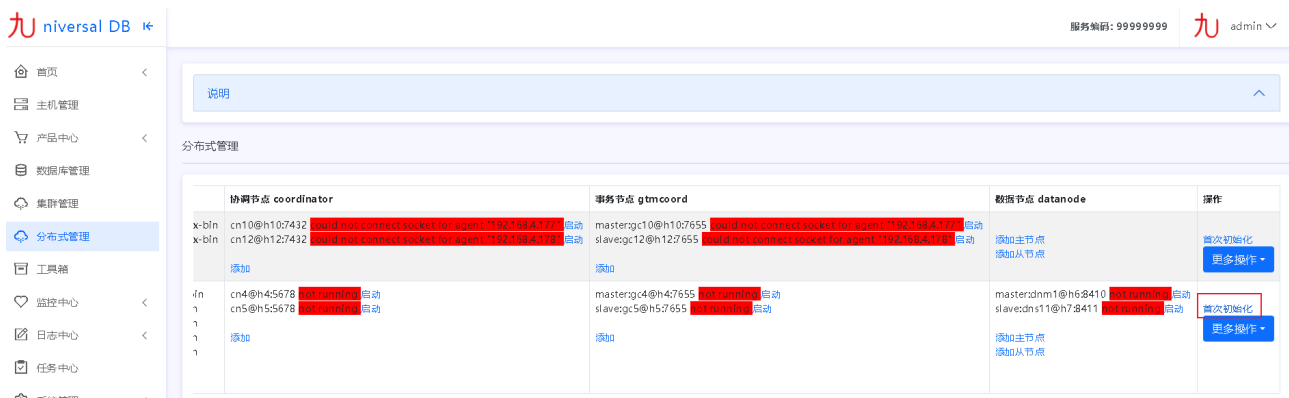 九 niversal DB
服务编码: 99999999
九 admin
首页
主机管理
产品中心
数据库管理
集群管理
分布式管理
工具箱
监控中心
日志中心
任务中心
系统管理
说明
分布式管理
协调节点 coordinator
事务节点 gtmcoord
数据节点 datanode
操作
x-bin
cn10@h10:7432 could not connect socket for agent "192.168.4.177". 启动
master:gc10@h10:7655 could not connect socket for agent "192.168.4.177". 启动
x-bin
cn12@h12:7432 could not connect socket for agent "192.168.4.178". 启动
slave:gc12@h12:7655 could not connect socket for agent "192.168.4.178". 启动
添加主节点
首次初始化
添加从节点
添加
添加
更多操作
in
cn4@h4:5678 not running 启动
master:gc4@h4:7655 not running 启动
master:dnm1@h6:8410 not running 启动
cn5@h5:5678 not running 启动
slave:gc5@h5:7655 not running 启动
slave:dns11@h7:8411 not running 启动
首次初始化
添加
添加
添加主节点
添加从节点
更多操作